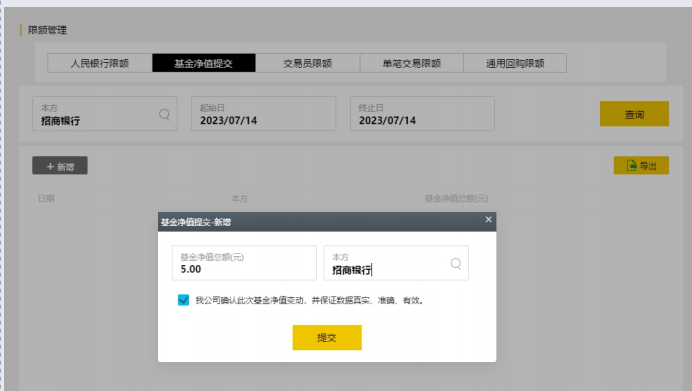 限额管理
人民银行限额 基金净值提交 交易员限额 单笔交易限额 通用回购限额
本方 起始日 终止日
招商银行 2023/07/14 2023/07/14 查询
+ 新增 导出
日期 本方 基金净值总额(元)
基金净值提交-新增 ×
基金净值总额(元) 本方
5.00 招商银行
我公司确认此次基金净值变动，并保证数据真实、准确、有效。
提交